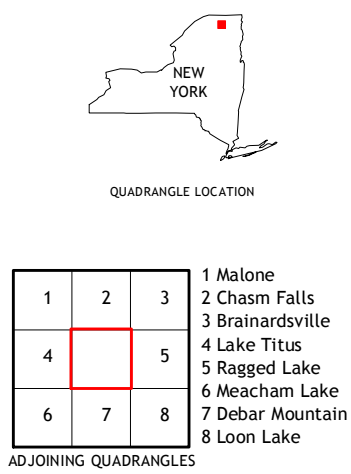 NEW
YORK
QUADRANGLE LOCATION
1 2 3
4 5
6 7 8
1 Malone
2 Chasm Falls
3 Brainardsville
4 Lake Titus
5 Ragged Lake
6 Meacham Lake
7 Debar Mountain
8 Loon Lake
ADJOINING QUADRANGLES